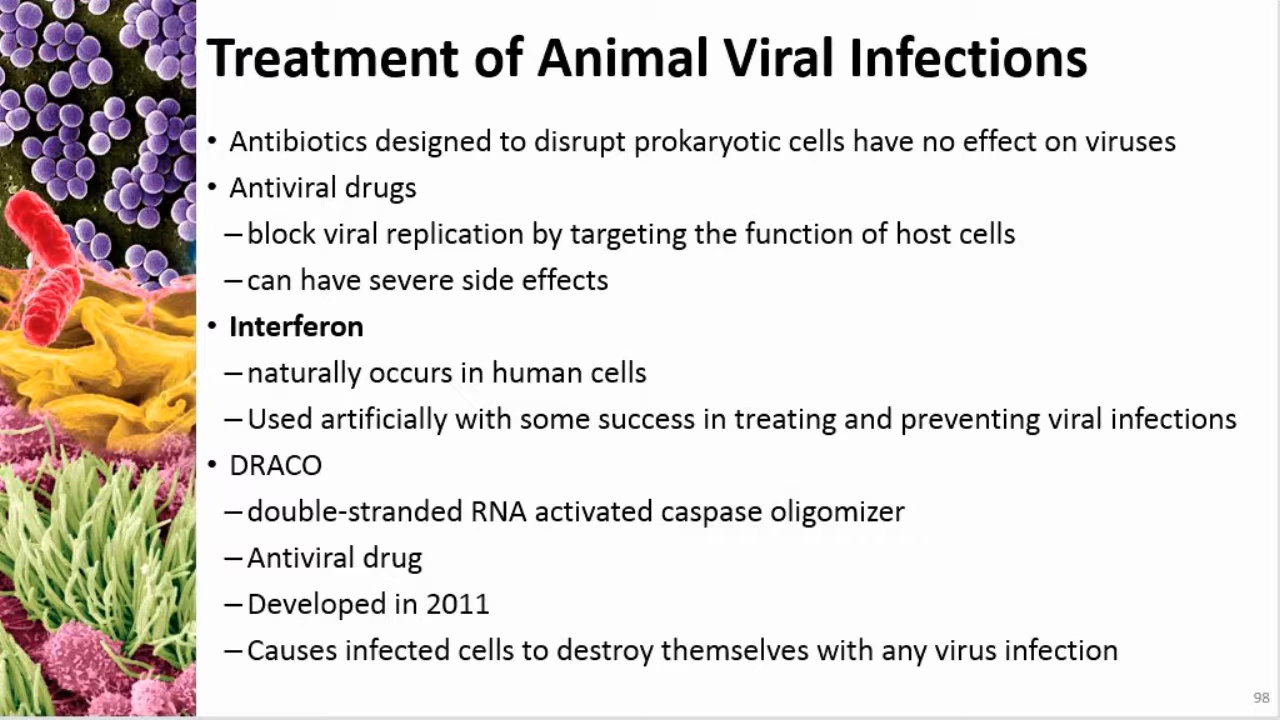 Treatment of Animal Viral Infections
• Antibiotics designed to disrupt prokaryotic cells have no effect on viruses
• Antiviral drugs
–block viral replication by targeting the function of host cells
–can have severe side effects
• Interferon
–naturally occurs in human cells
–Used artificially with some success in treating and preventing viral infections
• DRACO
–double-stranded RNA activated caspase oligomizer
–Antiviral drug
–Developed in 2011
–Causes infected cells to destroy themselves with any virus infection
98